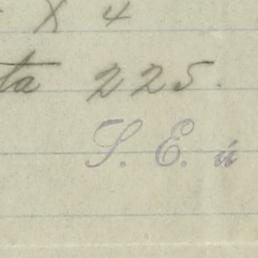 X 4
ta 225.
S. E. ú